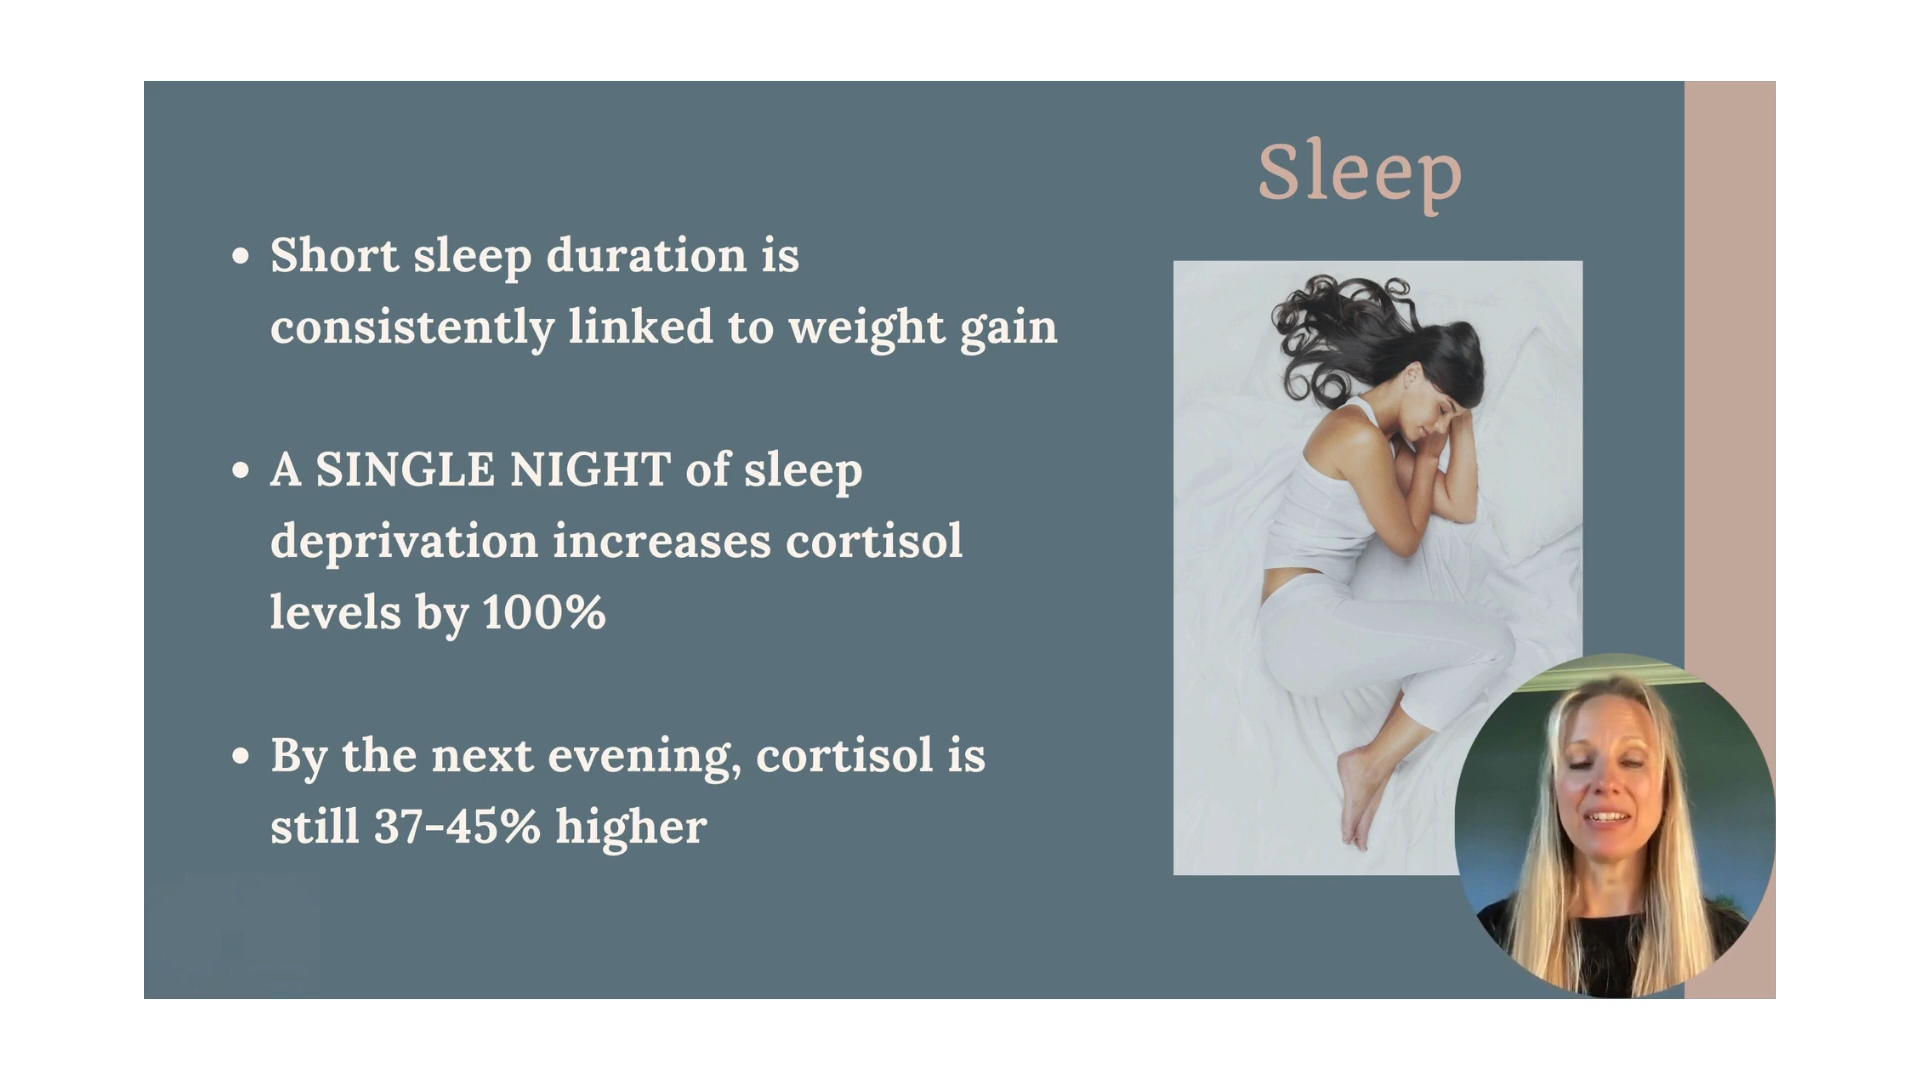 Sleep
• Short sleep duration is
consistently linked to weight gain
• A SINGLE NIGHT of sleep
deprivation increases cortisol
levels by 100%
• By the next evening, cortisol is
still 37-45% higher